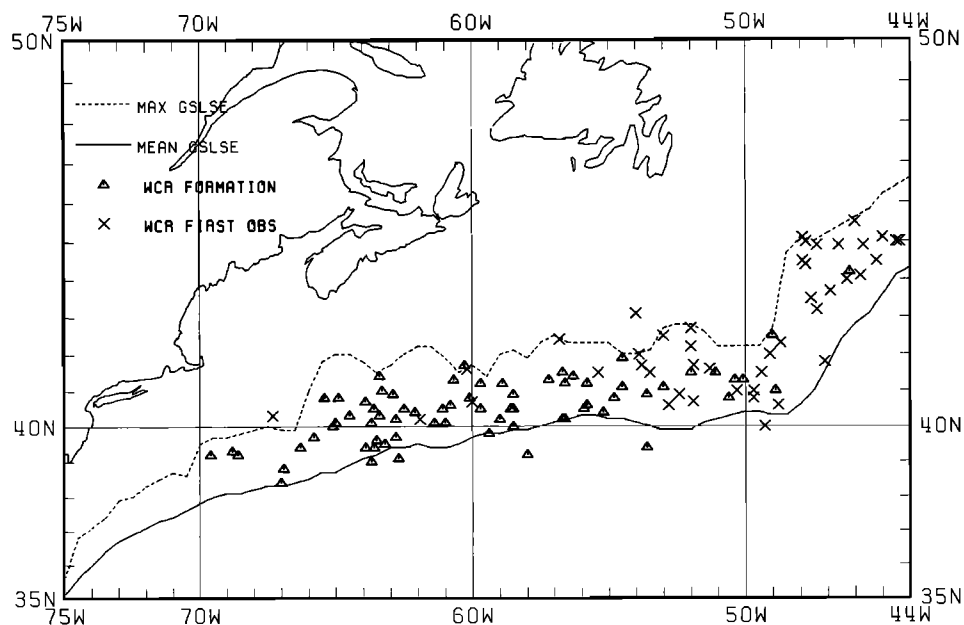 75W 70W 60W 50W 44W
50N 50N
MAX GSLSE
MEAN GSLSE
WCR FORMATION
WCR FIRST OBS
40N 40N
35N 35N
75W 70W 60W 50W 44W